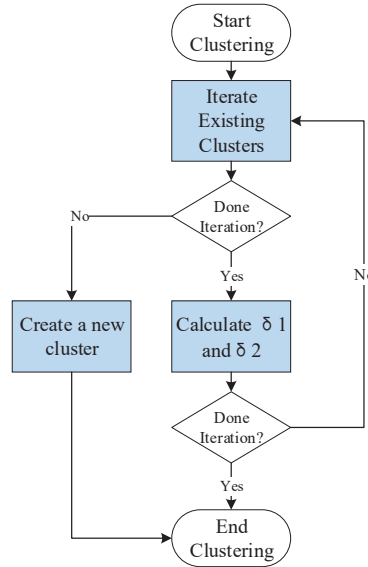 Start
Clustering
Iterate
Existing
Clusters
Done
Iteration?
No
Yes
No
Create a new
cluster
Calculate δ 1
and δ 2
Done
Iteration?
Yes
End
Clustering